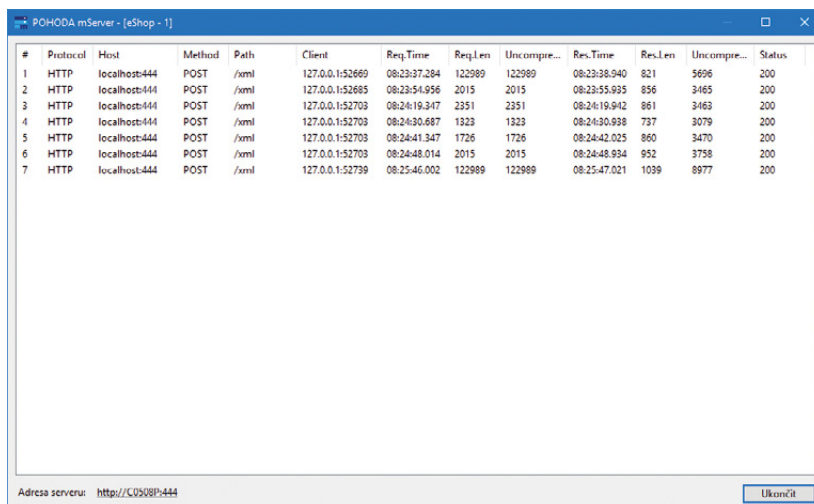 POHODA mServer - [eShop - 1]
# Protocol Host Method Path Client Req.Time Req.Len Uncompre... Res.Time Res.Len Uncompre... Status
1 HTTP localhost:444 POST /xml 127.0.0.1:52669 08:23:37.284 122989 122989 08:23:38.940 821 5696 200
2 HTTP localhost:444 POST /xml 127.0.0.1:52685 08:23:54.956 2015 2015 08:23:55.935 856 3465 200
3 HTTP localhost:444 POST /xml 127.0.0.1:52703 08:24:19.347 2351 2351 08:24:19.942 861 3463 200
4 HTTP localhost:444 POST /xml 127.0.0.1:52703 08:24:30.687 1323 1323 08:24:30.938 737 3079 200
5 HTTP localhost:444 POST /xml 127.0.0.1:52703 08:24:41.347 1726 1726 08:24:42.025 860 3470 200
6 HTTP localhost:444 POST /xml 127.0.0.1:52703 08:24:48.014 2015 2015 08:24:48.934 952 3758 200
7 HTTP localhost:444 POST /xml 127.0.0.1:52739 08:25:46.002 122989 122989 08:25:47.021 1039 8977 200
Adresa serveru: http://C0508P:444 Ukončit